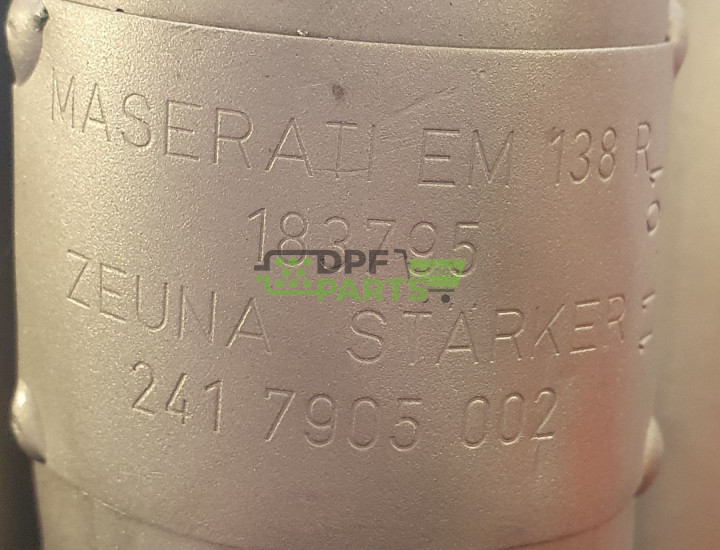 MASERATI EM 138 R
183795
DPF
PARTS
ZEUNA STARKER
241 7905 002